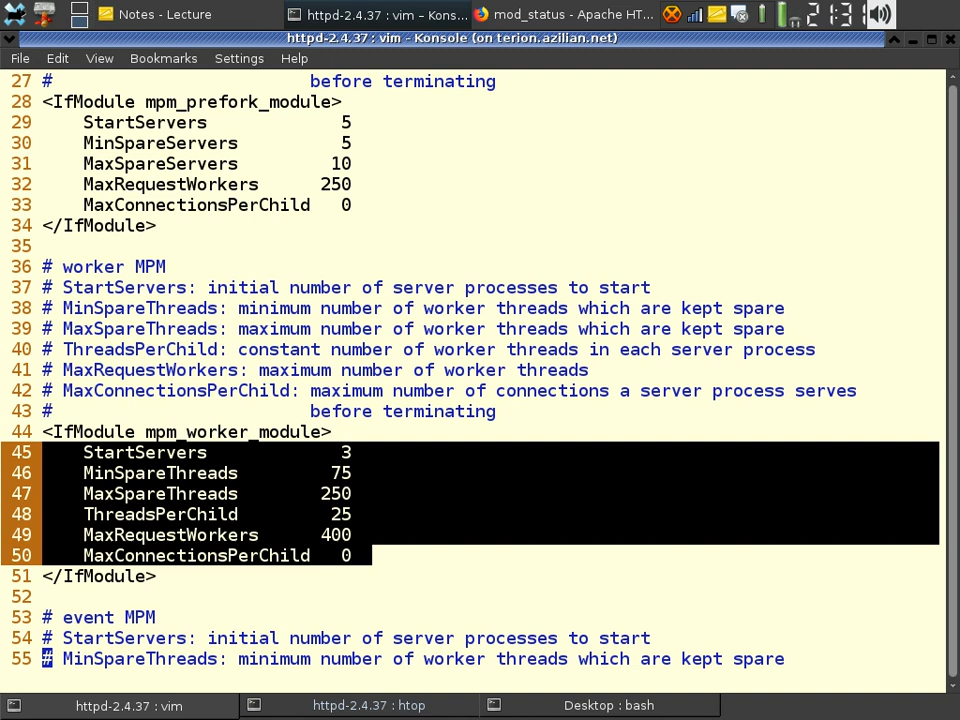 Notes - Lecture
httpd-2.4.37 : vim – Kons...
mod_status - Apache HT...
21:31
httpd-2.4.37 : vim – Konsole (on terion.azilian.net)
File Edit View Bookmarks Settings Help
27 #                         before terminating
28 <IfModule mpm_prefork_module>
29     StartServers             5
30     MinSpareServers          5
31     MaxSpareServers         10
32     MaxRequestWorkers      250
33     MaxConnectionsPerChild   0
34 </IfModule>
35
36 # worker MPM
37 # StartServers: initial number of server processes to start
38 # MinSpareThreads: minimum number of worker threads which are kept spare
39 # MaxSpareThreads: maximum number of worker threads which are kept spare
40 # ThreadsPerChild: constant number of worker threads in each server process
41 # MaxRequestWorkers: maximum number of worker threads
42 # MaxConnectionsPerChild: maximum number of connections a server process serves
43 #                         before terminating
44 <IfModule mpm_worker_module>
45     StartServers             3
46     MinSpareThreads         75
47     MaxSpareThreads        250
48     ThreadsPerChild         25
49     MaxRequestWorkers      400
50     MaxConnectionsPerChild   0
51 </IfModule>
52
53 # event MPM
54 # StartServers: initial number of server processes to start
55 # MinSpareThreads: minimum number of worker threads which are kept spare
httpd-2.4.37 : vim
httpd-2.4.37 : htop
Desktop : bash